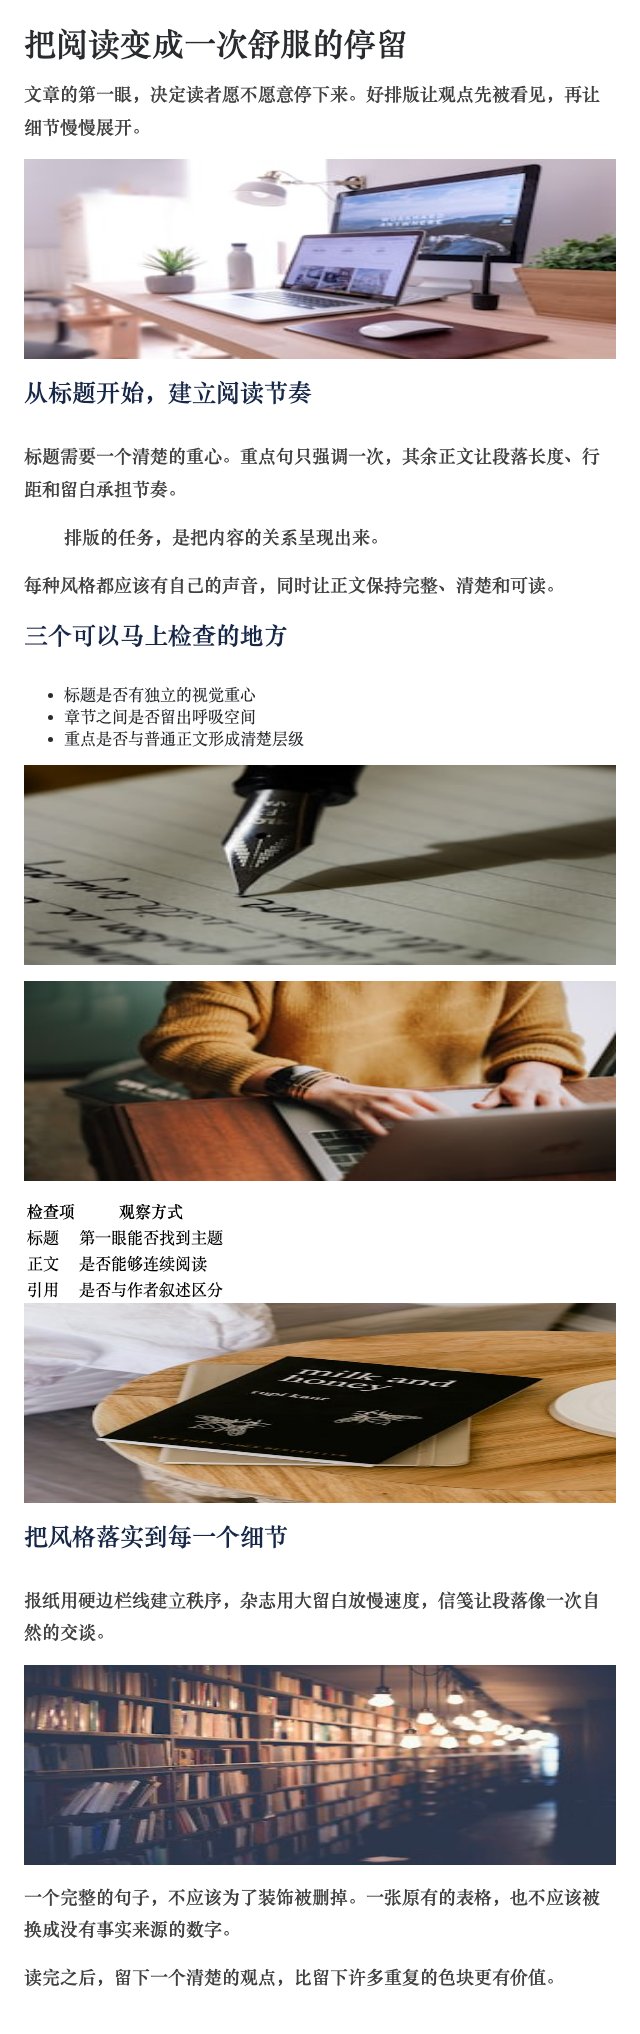 把阅读变成一次舒服的停留
文章的第一眼，决定读者愿不愿意停下来。好排版让观点先被看见，再让
细节慢慢展开。
从标题开始，建立阅读节奏
标题需要一个清楚的重心。重点句只强调一次，其余正文让段落长度、行
距和留白承担节奏。
排版的任务，是把内容的关系呈现出来。
每种风格都应该有自己的声音，同时让正文保持完整、清楚和可读。
三个可以马上检查的地方
标题是否有独立的视觉重心
章节之间是否留出呼吸空间
重点是否与普通正文形成清楚层级
检查项 观察方式
标题 第一眼能否找到主题
正文 是否能够连续阅读
引用 是否与作者叙述区分
milk and
honey
rupi kaur
把风格落实到每一个细节
报纸用硬边栏线建立秩序，杂志用大留白放慢速度，信笺让段落像一次自
然的交谈。
一个完整的句子，不应该为了装饰被删掉。一张原有的表格，也不应该被
换成没有事实来源的数字。
读完之后，留下一个清楚的观点，比留下许多重复的色块更有价值。